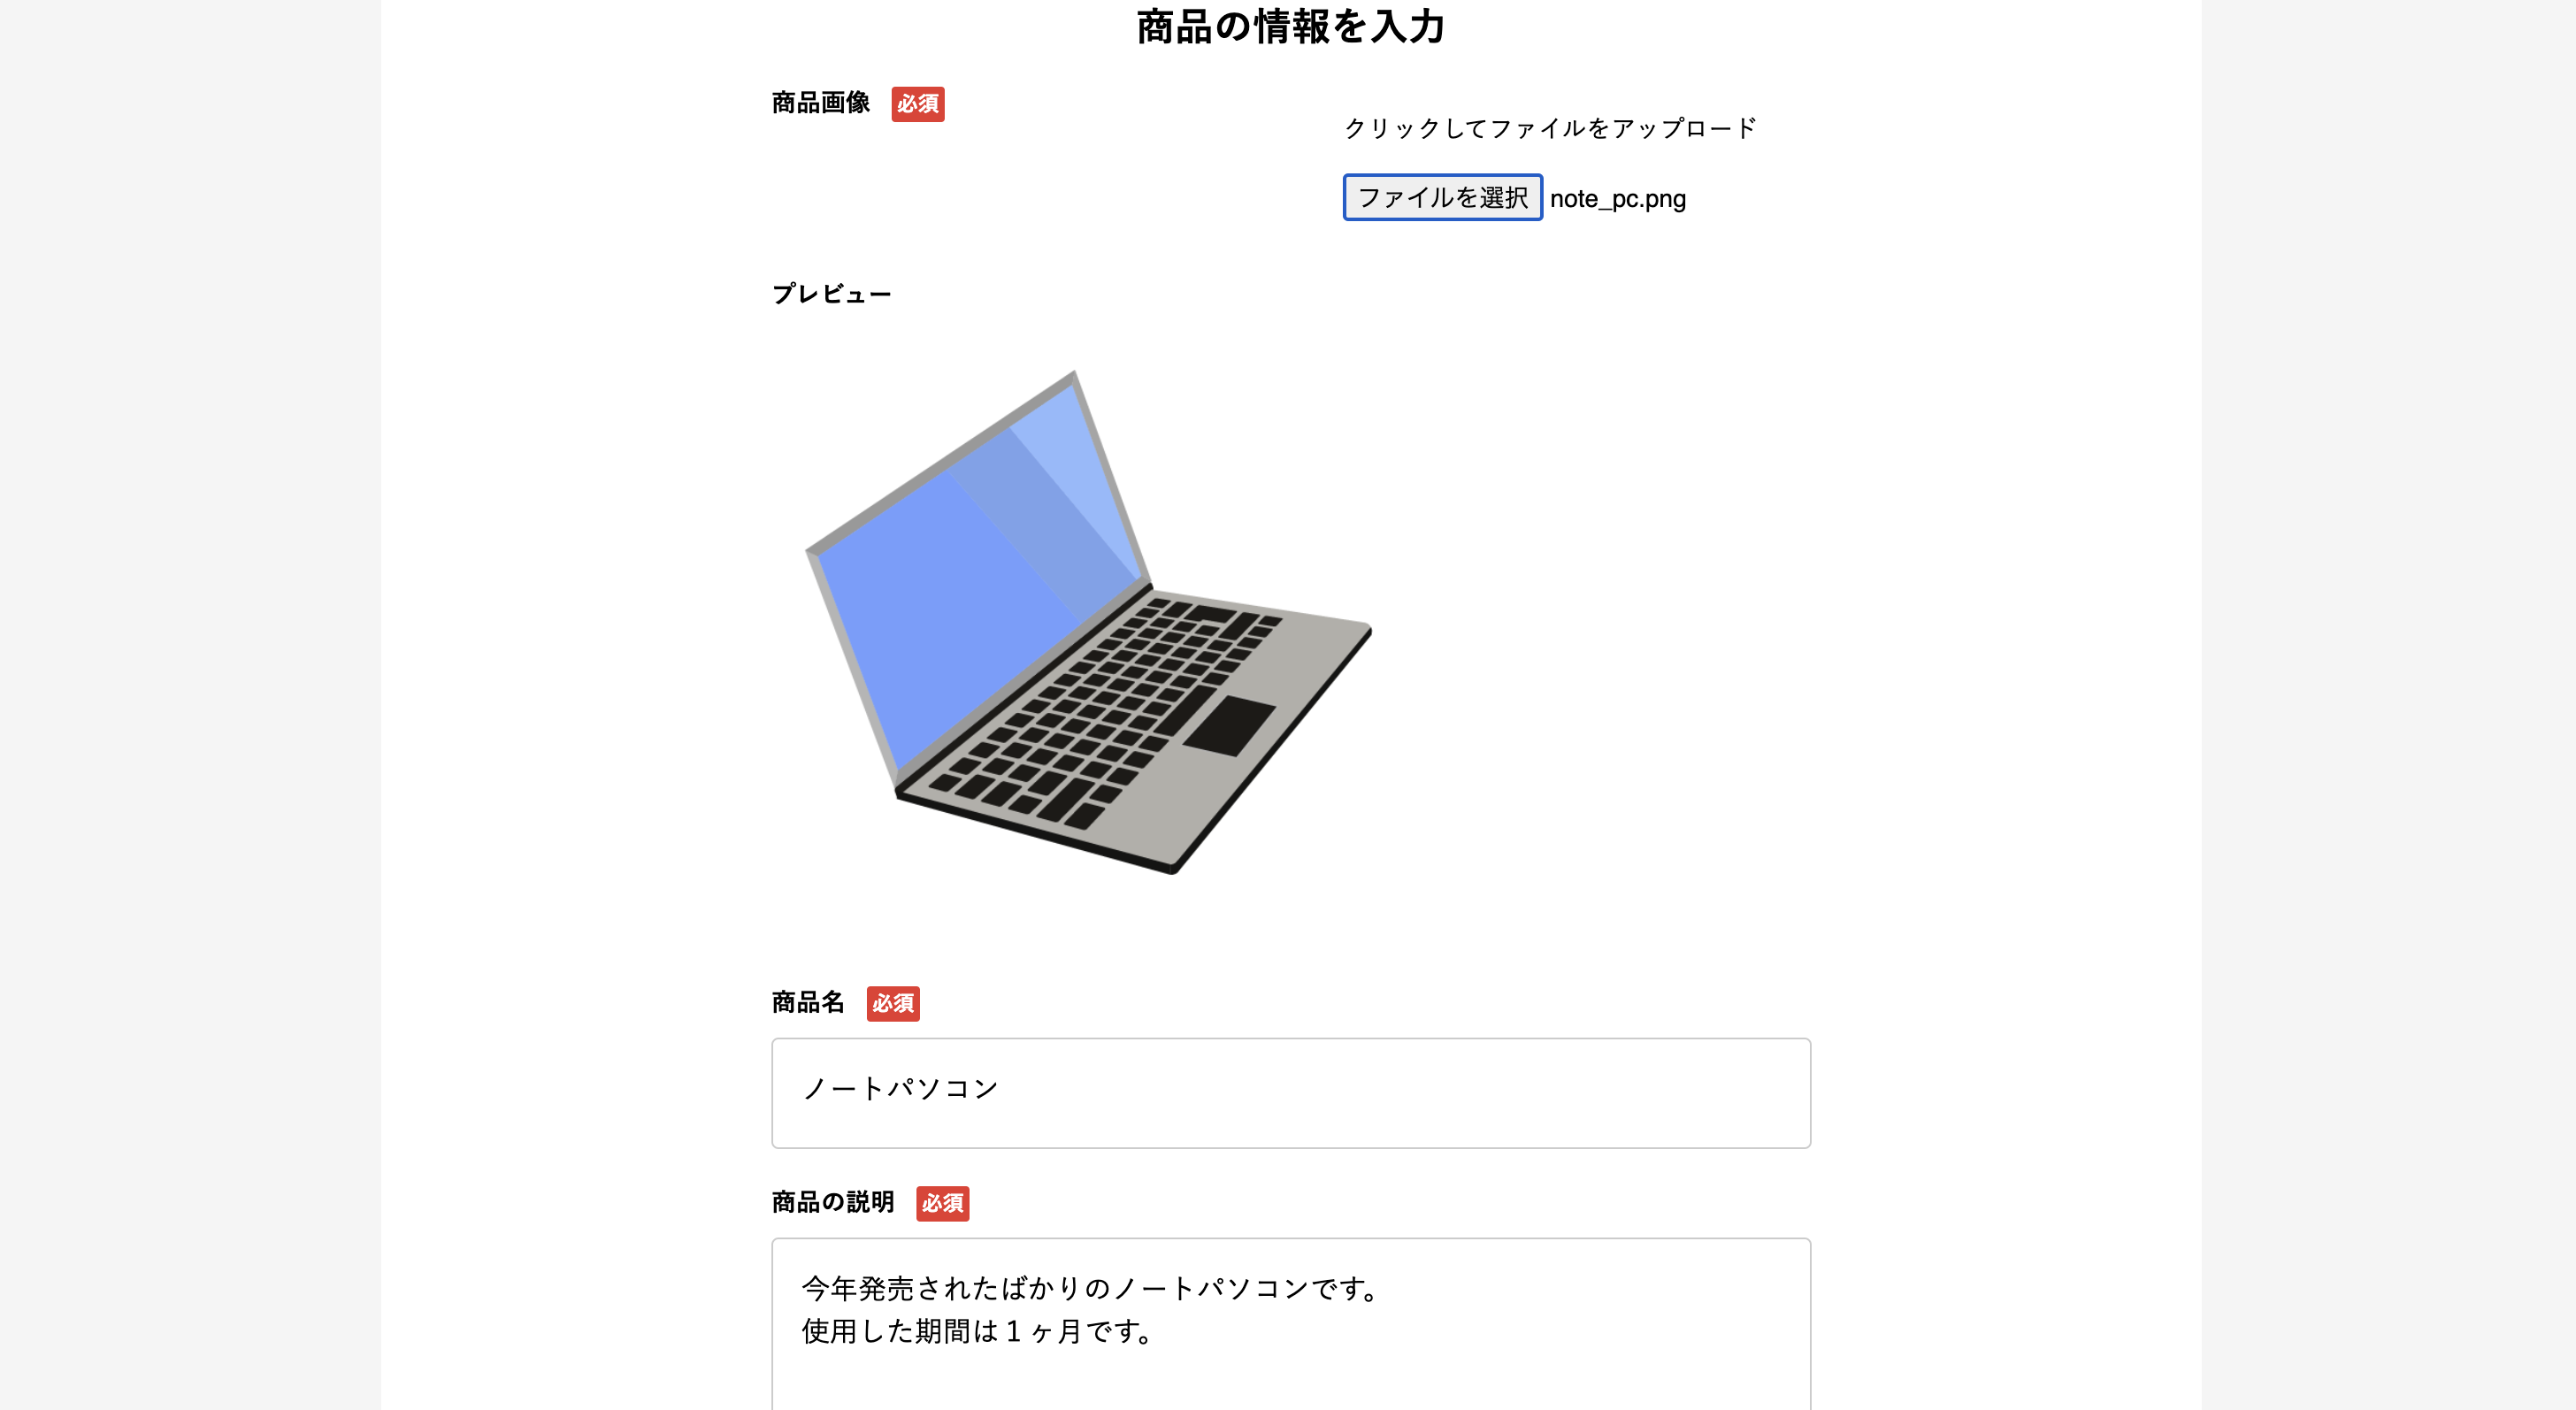 商品の情報を入力
商品画像 必須
クリックしてファイルをアップロード
ファイルを選択 note_pc.png
プレビュー
商品名 必須
ノートパソコン
商品の説明 必須
今年発売されたばかりのノートパソコンです。
使用した期間は1ヶ月です。